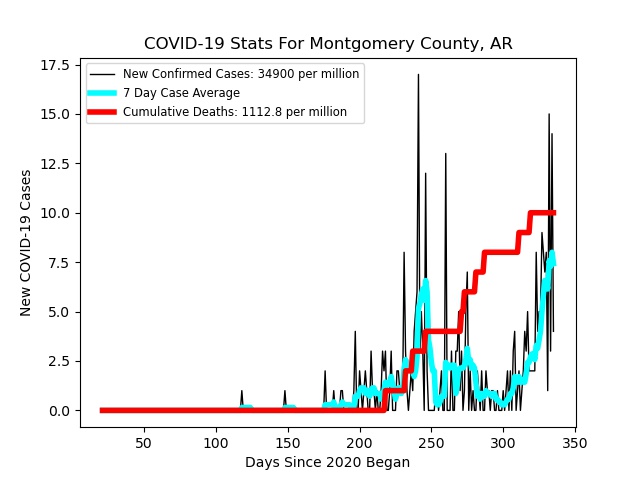 COVID-19 Stats For Montgomery County, AR
New Confirmed Cases: 34900 per million
7 Day Case Average
Cumulative Deaths: 1112.8 per million
New COVID-19 Cases
17.5
15.0
12.5
10.0
7.5
5.0
2.5
0.0
50 100 150 200 250 300 350
Days Since 2020 Began